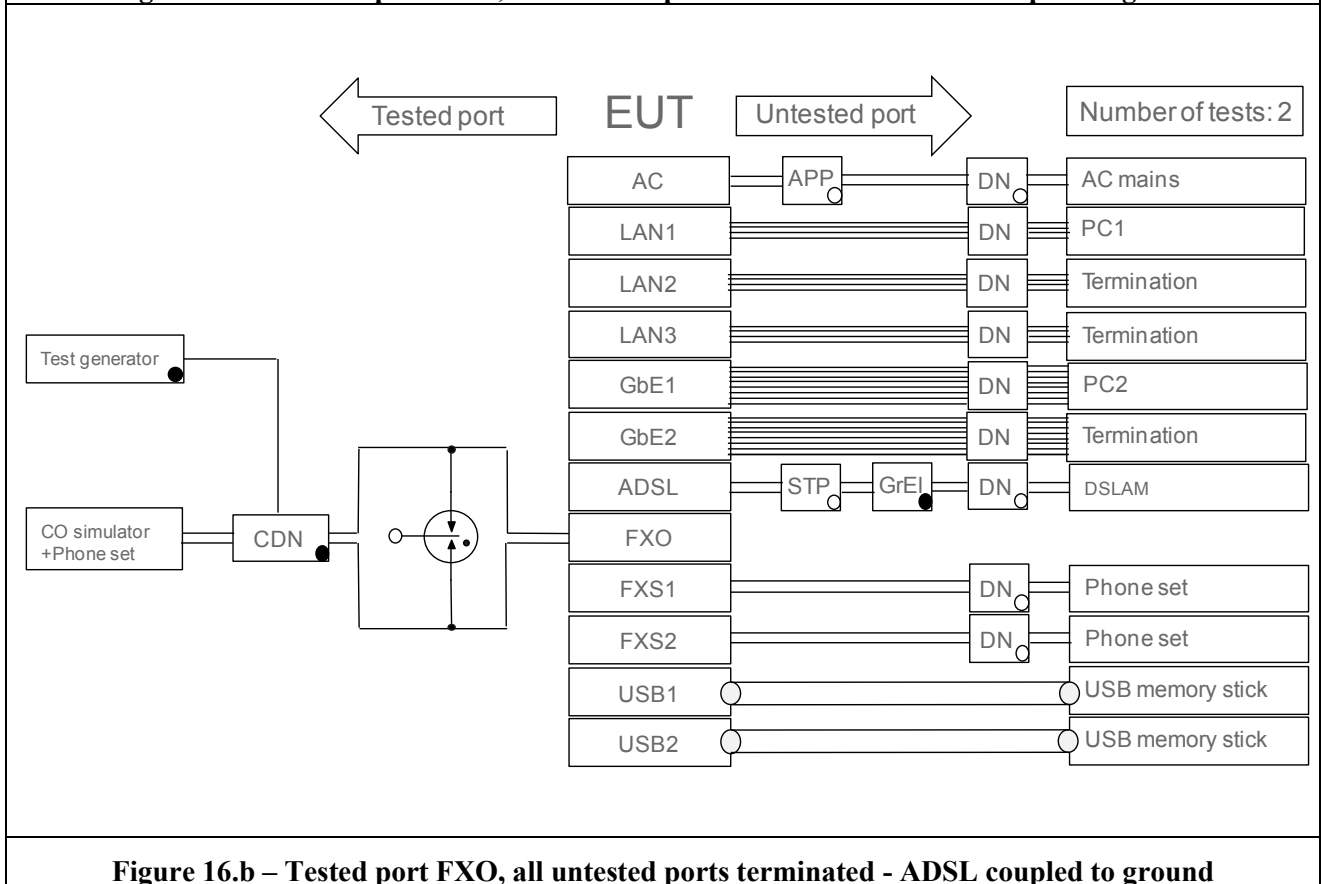 Tested port EUT Untested port Number of tests: 2
AC APP DN AC mains
LAN1 DN PC1
LAN2 DN Termination
LAN3 DN Termination
Test generator
GbE1 DN PC2
GbE2 DN Termination
ADSL STP GrEl DN DSLAM
CO simulator
+Phone set
CDN
FXO
FXS1 DN Phone set
FXS2 DN Phone set
USB1 USB memory stick
USB2 USB memory stick
Figure 16.b – Tested port FXO, all untested ports terminated - ADSL coupled to ground